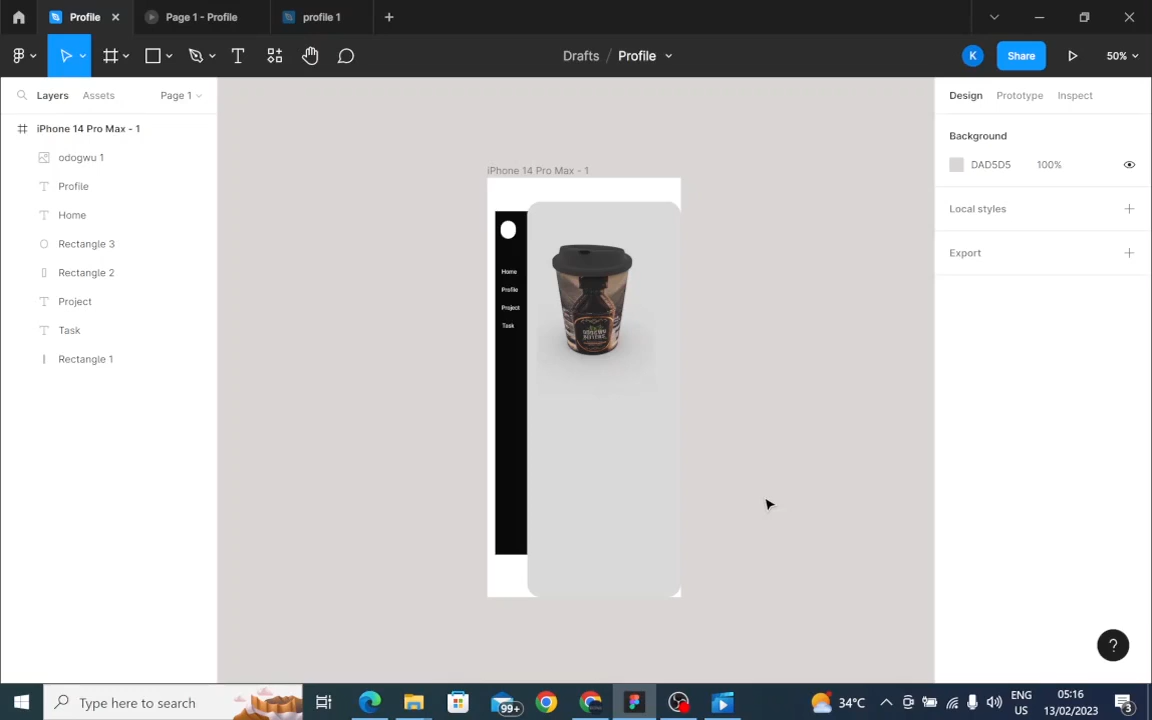 Profile
Page 1 - Profile
profile 1
Drafts / Profile
K
Share
50%
Layers
Assets
Page 1
Design
Prototype
Inspect
iPhone 14 Pro Max - 1
odogwu 1
Profile
Home
Rectangle 3
Rectangle 2
Project
Task
Rectangle 1
Background
DAD5D5
100%
Local styles
Export
iPhone 14 Pro Max - 1
Home
Profile
Project
Task
?
Type here to search
99+
34°C
ENG
US
05:16
13/02/2023
3